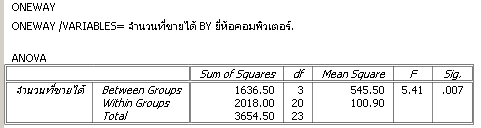 ONEWAY
ONEWAY /VARIABLES= จำนวนที่ขายได้ BY ยี่ห้อคอมพิวเตอร์.
ANOVA
Sum of Squares df Mean Square F Sig.
จำนวนที่ขายได้ Between Groups 1636.50 3 545.50 5.41 .007
Within Groups 2018.00 20 100.90
Total 3654.50 23